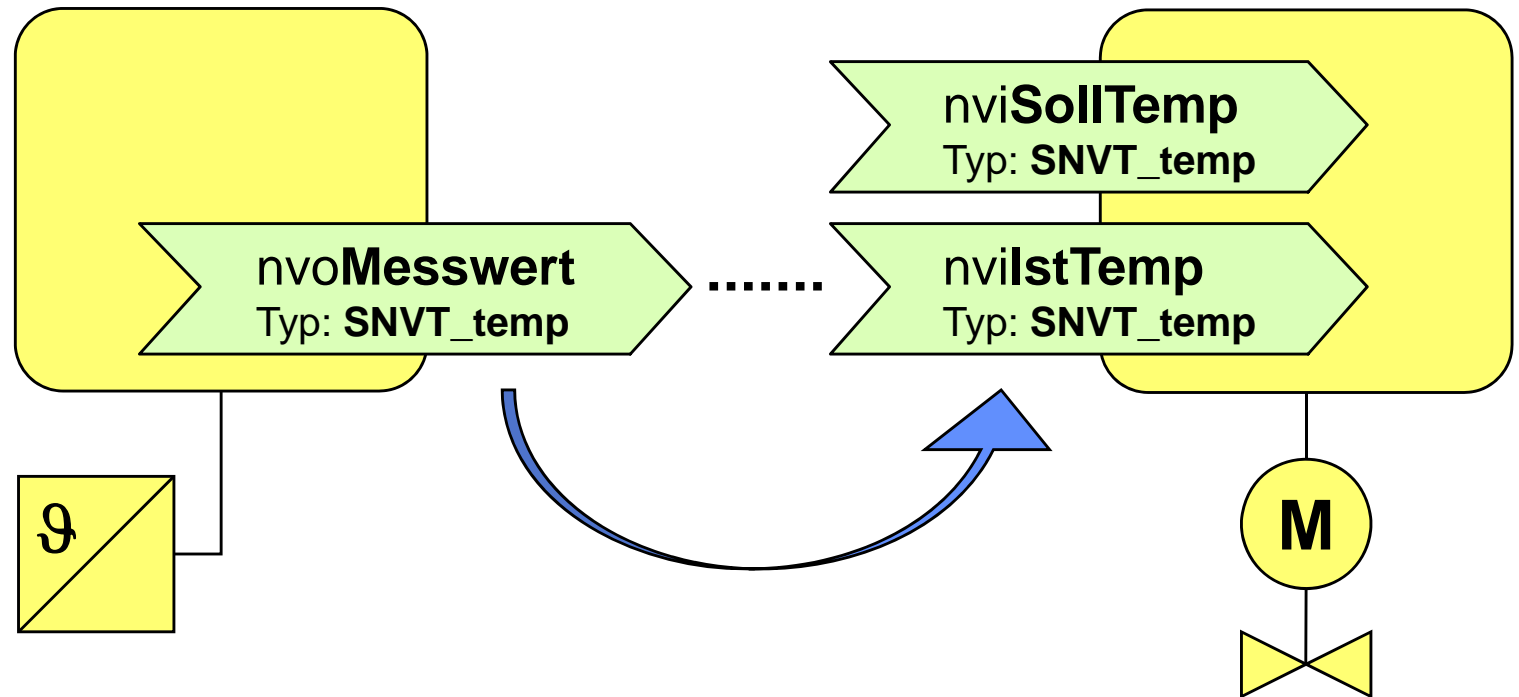 nviSollTemp
Typ: SNVT_temp
nvoMesswert
Typ: SNVT_temp
nviIstTemp
Typ: SNVT_temp
ϑ
M